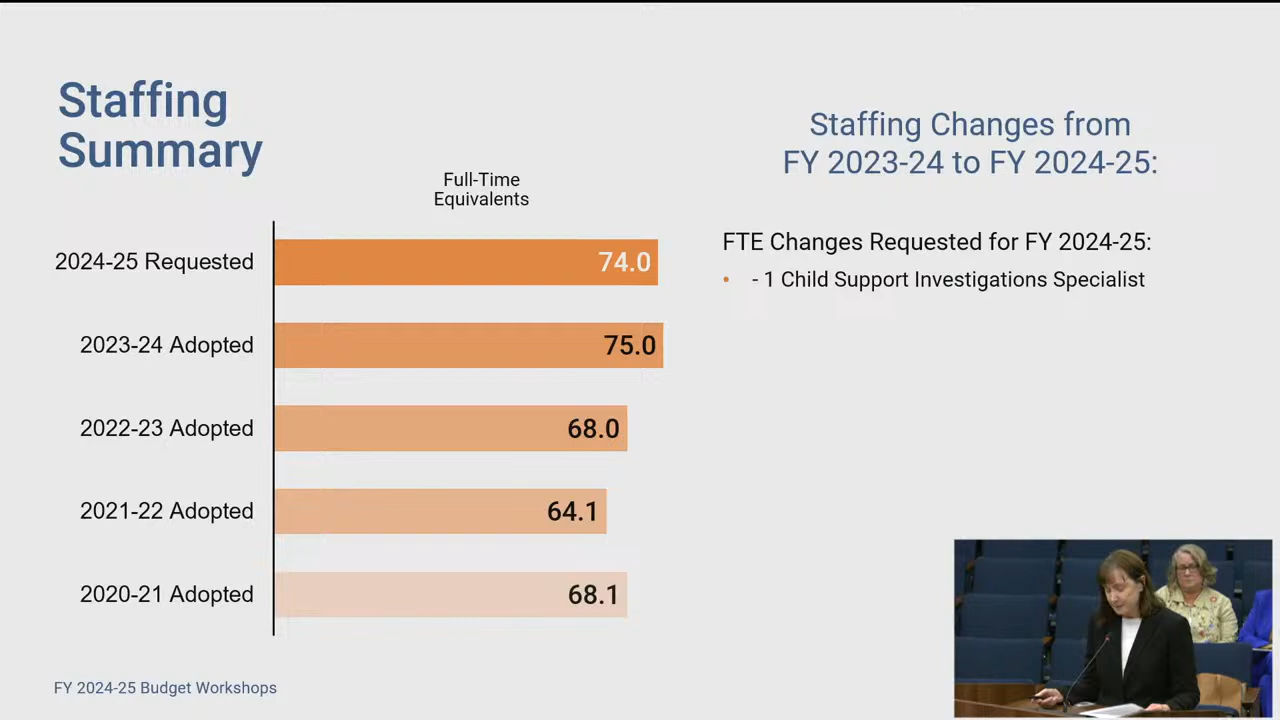 Staffing
Summary
Full-Time
Equivalents
2024-25 Requested
74.0
2023-24 Adopted
75.0
2022-23 Adopted
68.0
2021-22 Adopted
64.1
2020-21 Adopted
68.1
Staffing Changes from
FY 2023-24 to FY 2024-25:
FTE Changes Requested for FY 2024-25:
• - 1 Child Support Investigations Specialist
FY 2024-25 Budget Workshops